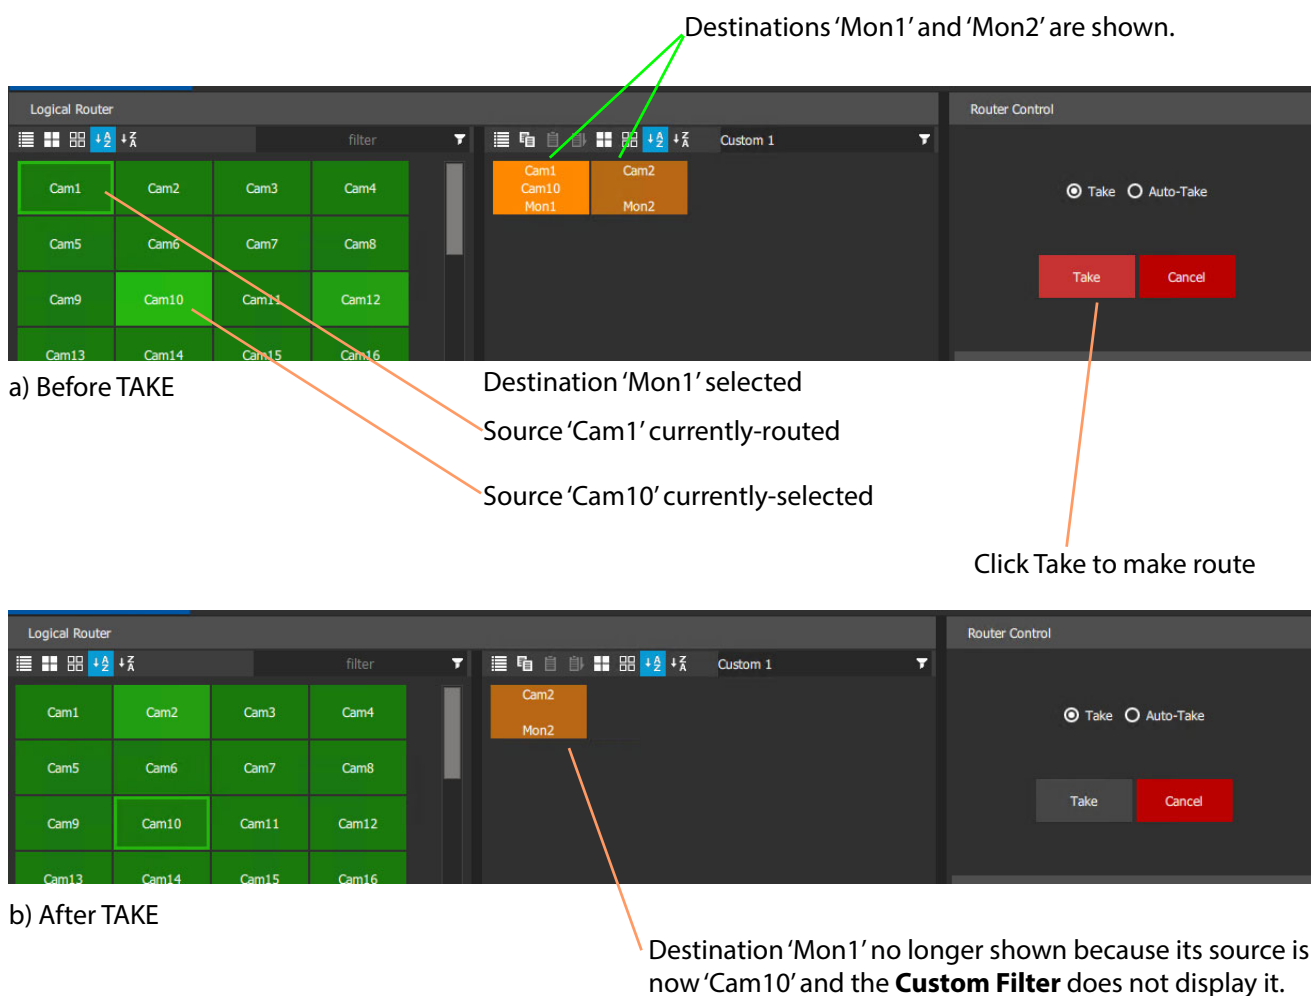 Destinations ‘Mon1’ and ‘Mon2’ are shown.
Logical Router
Router Control
filter
Custom 1
Cam1 Cam2 Cam3 Cam4
Cam5 Cam6 Cam7 Cam8
Cam9 Cam10 Cam11 Cam12
Cam13 Cam14 Cam15 Cam16
Cam1
Cam10
Mon1
Cam2
Mon2
Take Auto-Take
Take Cancel
a) Before TAKE
Destination ‘Mon1’ selected
Source ‘Cam1’ currently-routed
Source ‘Cam10’ currently-selected
Click Take to make route
Logical Router
Router Control
filter
Custom 1
Cam1 Cam2 Cam3 Cam4
Cam5 Cam6 Cam7 Cam8
Cam9 Cam10 Cam11 Cam12
Cam13 Cam14 Cam15 Cam16
Cam2
Mon2
Take Auto-Take
Take Cancel
b) After TAKE
Destination ‘Mon1’ no longer shown because its source is
now ‘Cam10’ and the Custom Filter does not display it.